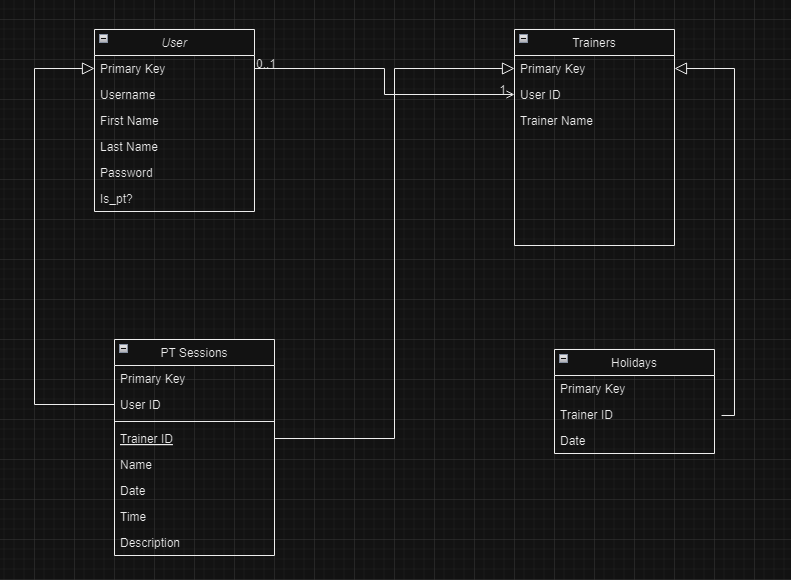 User
Primary Key
Username
First Name
Last Name
Password
Is_pt?
0..1
1
Trainers
Primary Key
User ID
Trainer Name
PT Sessions
Primary Key
User ID
Trainer ID
Name
Date
Time
Description
Holidays
Primary Key
Trainer ID
Date